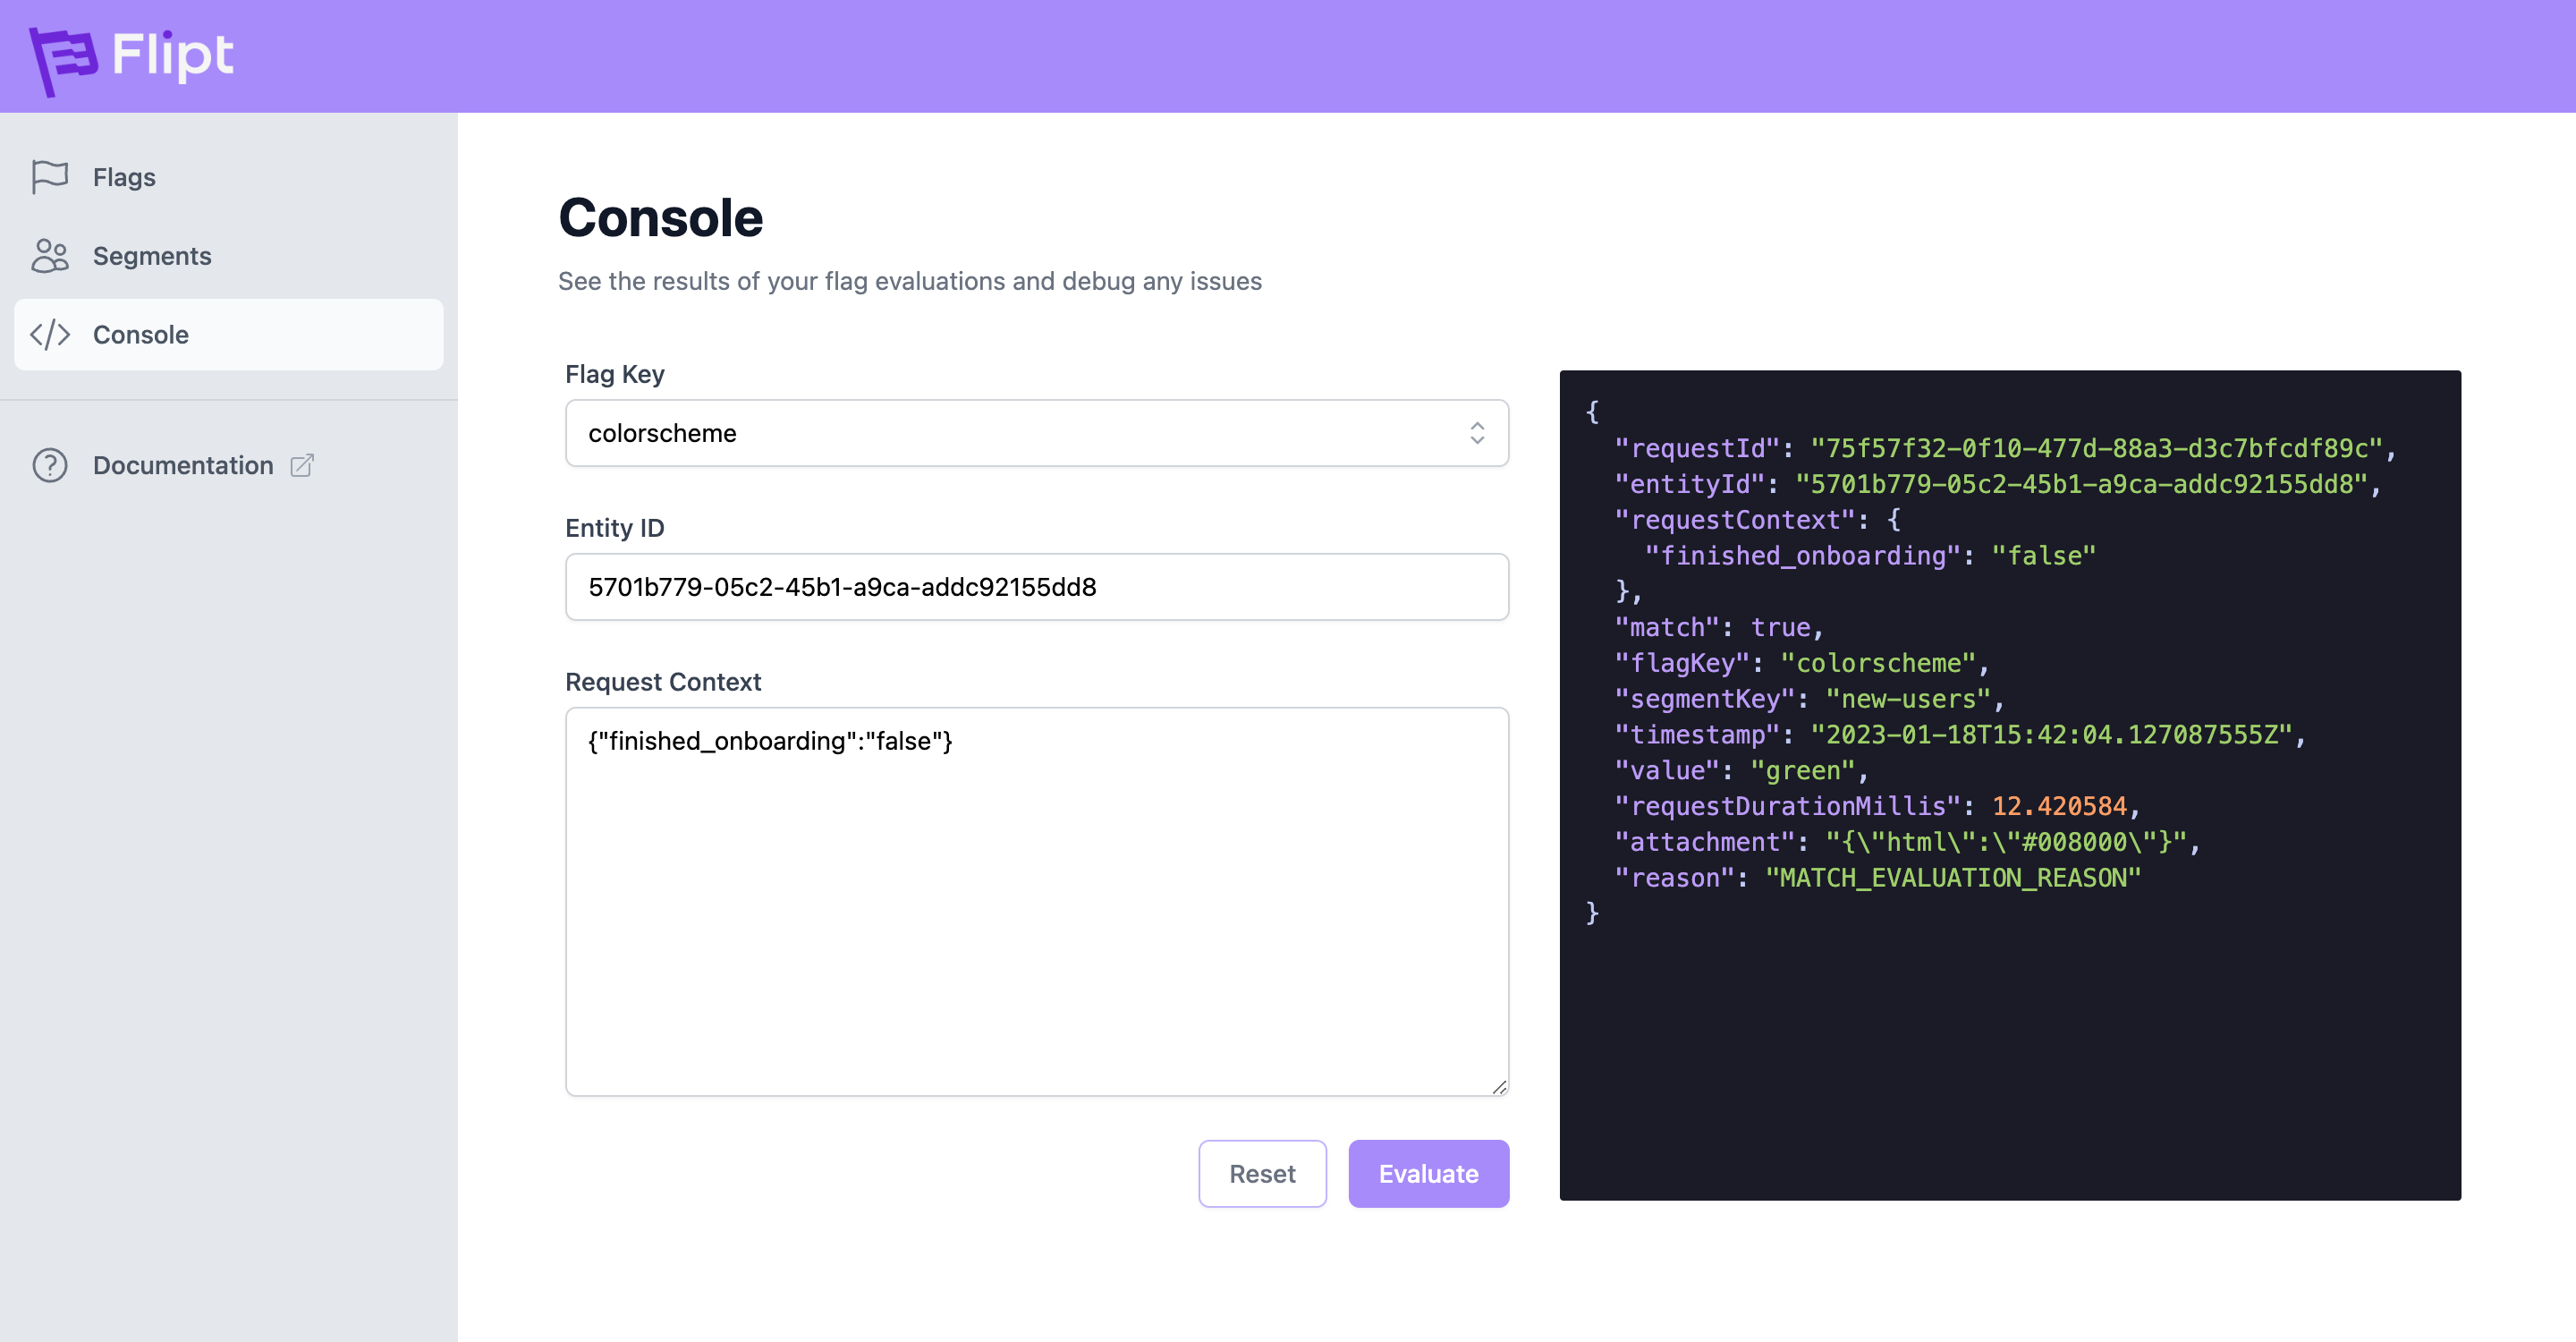 Flipt
Flags
Segments
Console
Documentation
Console
See the results of your flag evaluations and debug any issues
Flag Key
colorscheme
Entity ID
5701b779-05c2-45b1-a9ca-addc92155dd8
Request Context
{"finished_onboarding":"false"}
Reset
Evaluate
{
  "requestId": "75f57f32-0f10-477d-88a3-d3c7bfcdf89c",
  "entityId": "5701b779-05c2-45b1-a9ca-addc92155dd8",
  "requestContext": {
    "finished_onboarding": "false"
  },
  "match": true,
  "flagKey": "colorscheme",
  "segmentKey": "new-users",
  "timestamp": "2023-01-18T15:42:04.127087555Z",
  "value": "green",
  "requestDurationMillis": 12.420584,
  "attachment": "{\"html\":\"#008000\"}",
  "reason": "MATCH_EVALUATION_REASON"
}